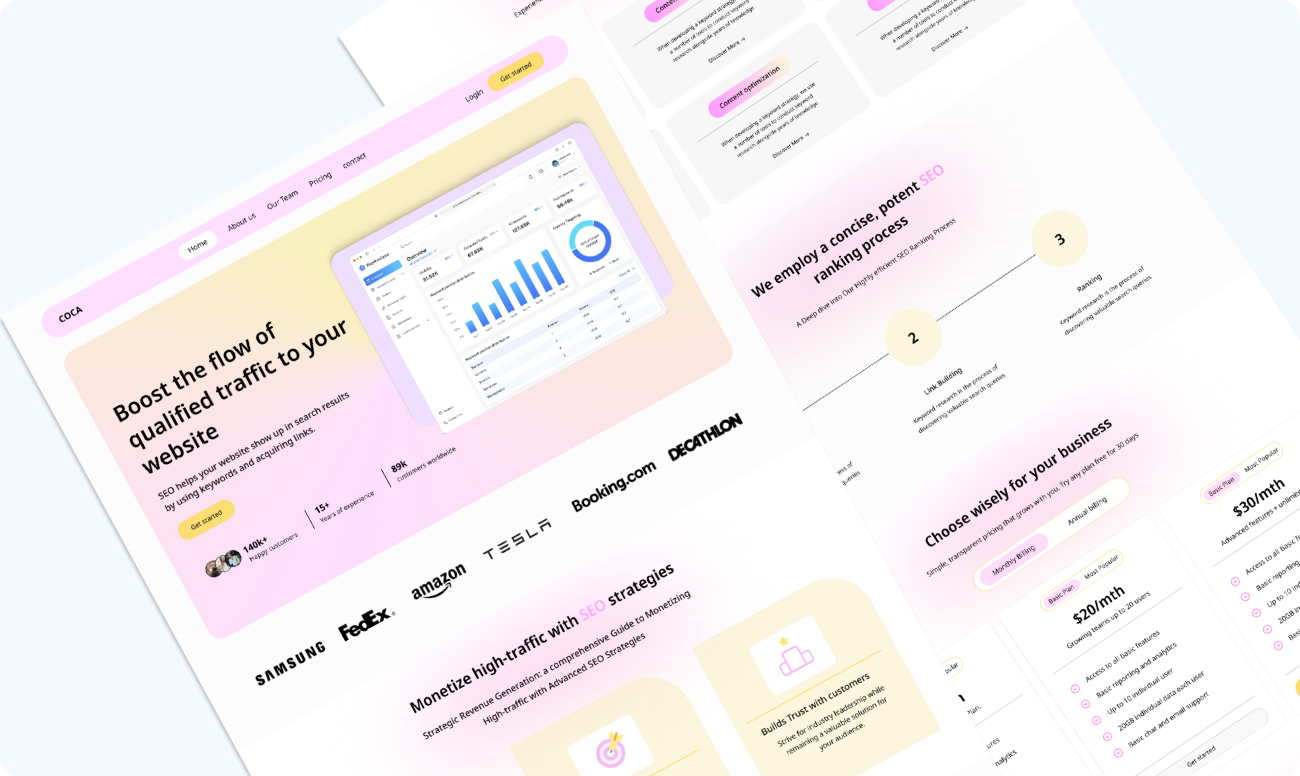 COCA
Home
About us
Our Team
Pricing
contact
Login
Get started
Boost the flow of
qualified traffic to your
website
SEO helps your website show up in search results
by using keywords and acquiring links.
Get started
140k+
Happy customers
15+
Years of experience
89k
customers worldwide
Overview
SAMSUNG
FedEx
amazon
TESLA
Booking.com
DECATHLON
Monetize high-traffic with SEO strategies
Strategic Revenue Generation: a comprehensive Guide to Monetizing
High-traffic with Advanced SEO Strategies
Builds Trust with customers
Strive for industry leadership while
remaining a valuable solution for
your audience.
When developing a keyword strategy,
a number of tools to conduct keyword
research alongside years of knowledge.
Discover More →
a number of tools to conduct keyword
research alongside years of knowledge
Discover More →
Content optimization
When developing a keyword strategy, we use
a number of tools to conduct keyword
research alongside years of knowledge.
Discover More →
We employ a concise, potent SEO
ranking process
A Deep dive into Our Highly efficient SEO Ranking Process
2
Link Building
Keyword research is the process of
discovering valuable search queries
3
Ranking
Keyword research is the process of
discovering valuable search queries
Choose wisely for your business
Simple, transparent pricing that grows with you. Try any plan free for 30 days
Monthly Billing
Annual billing
Basic Plan
Most Popular
$20/mth
Growing teams up to 20 users
Access to all basic features
Basic reporting and analytics
Up to 10 individual user
20GB individual data each user
Basic chat and email support
Get started
Basic Plan
Most Popular
$30/mth
Advanced features +
Access to all basic
Basic reporting
Up to 10
20GB